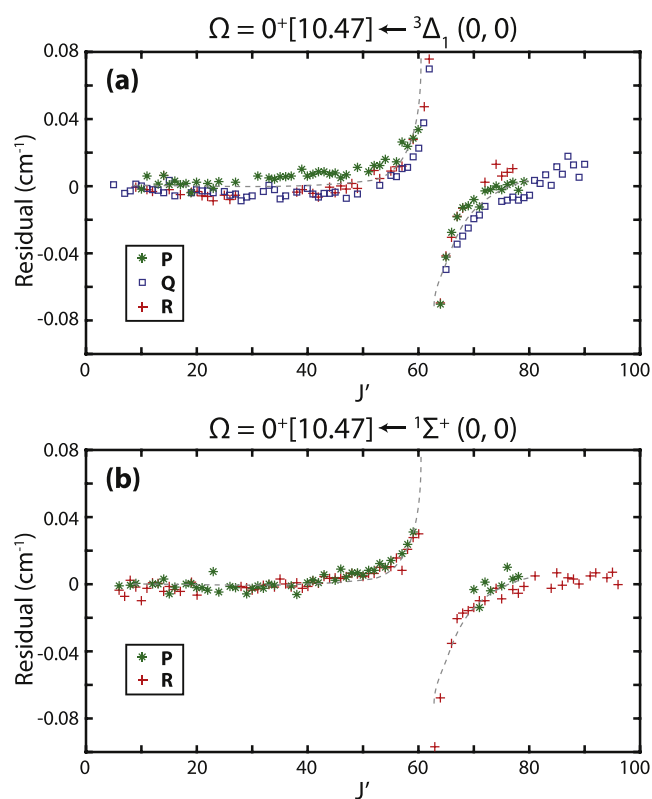 Ω = 0⁺[10.47] ← ³Δ₁ (0, 0)
(a)
0.08
0.04
0
-0.04
-0.08
Residual (cm⁻¹)
P
Q
R
0 20 40 60 80 100
J'
Ω = 0⁺[10.47] ← ¹Σ⁺ (0, 0)
(b)
0.08
0.04
0
-0.04
-0.08
Residual (cm⁻¹)
P
R
0 20 40 60 80 100
J'